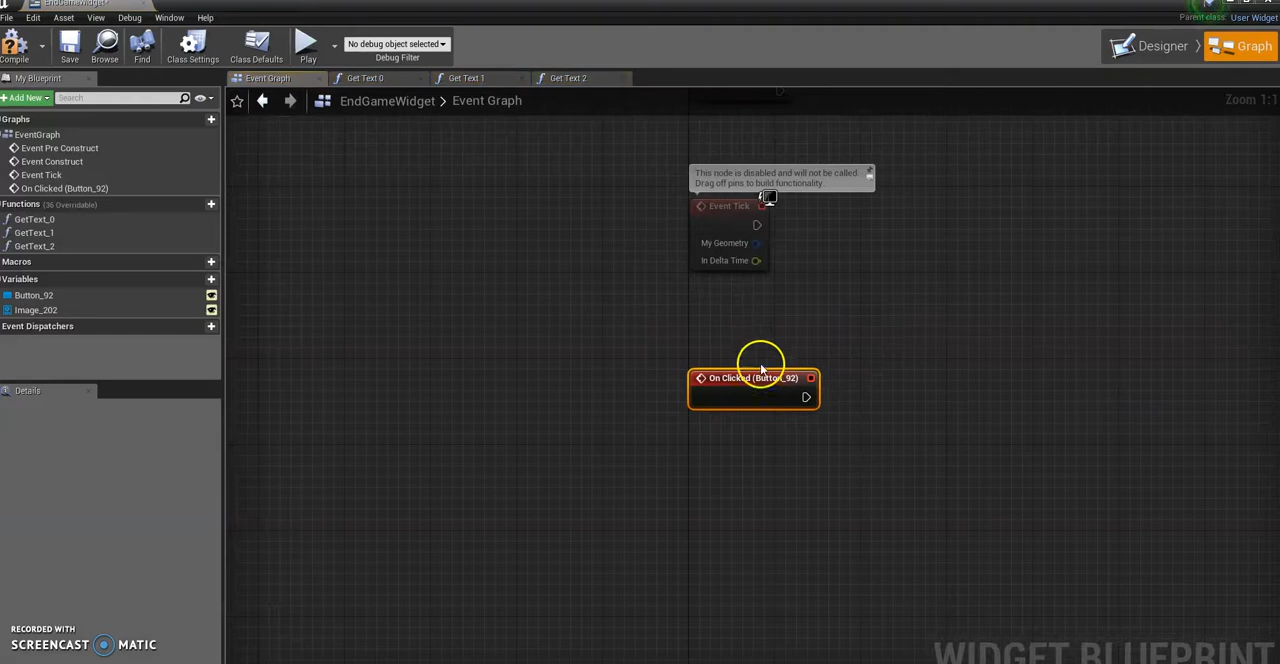 EndGameWidget*
Parent class: User Widget
File Edit Asset View Debug Window Help
Compile Save Browse Find Class Settings Class Defaults Play
No debug object selected
Debug Filter
Designer Graph
My Blueprint
Event Graph Get Text 0 Get Text 1 Get Text 2
+ Add New Search
EndGameWidget > Event Graph
Zoom 1:1
Graphs
EventGraph
Event Pre Construct
Event Construct
Event Tick
On Clicked (Button_92)
Functions (36 Overridable)
GetText_0
GetText_1
GetText_2
Macros
Variables
Button_92
Image_202
Event Dispatchers
Details
This node is disabled and will not be called.
Drag off pins to build functionality.
Event Tick
My Geometry
In Delta Time
On Clicked (Button_92)
RECORDED WITH
SCREENCAST MATIC
WIDGET BLUEPRINT